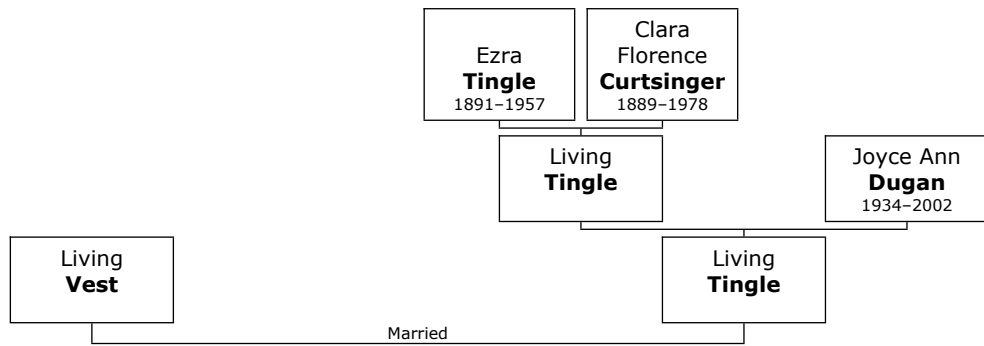 Ezra
Tingle
1891–1957
Clara
Florence
Curtsinger
1889–1978
Living
Tingle
Joyce Ann
Dugan
1934–2002
Living
Vest
Living
Tingle
Married